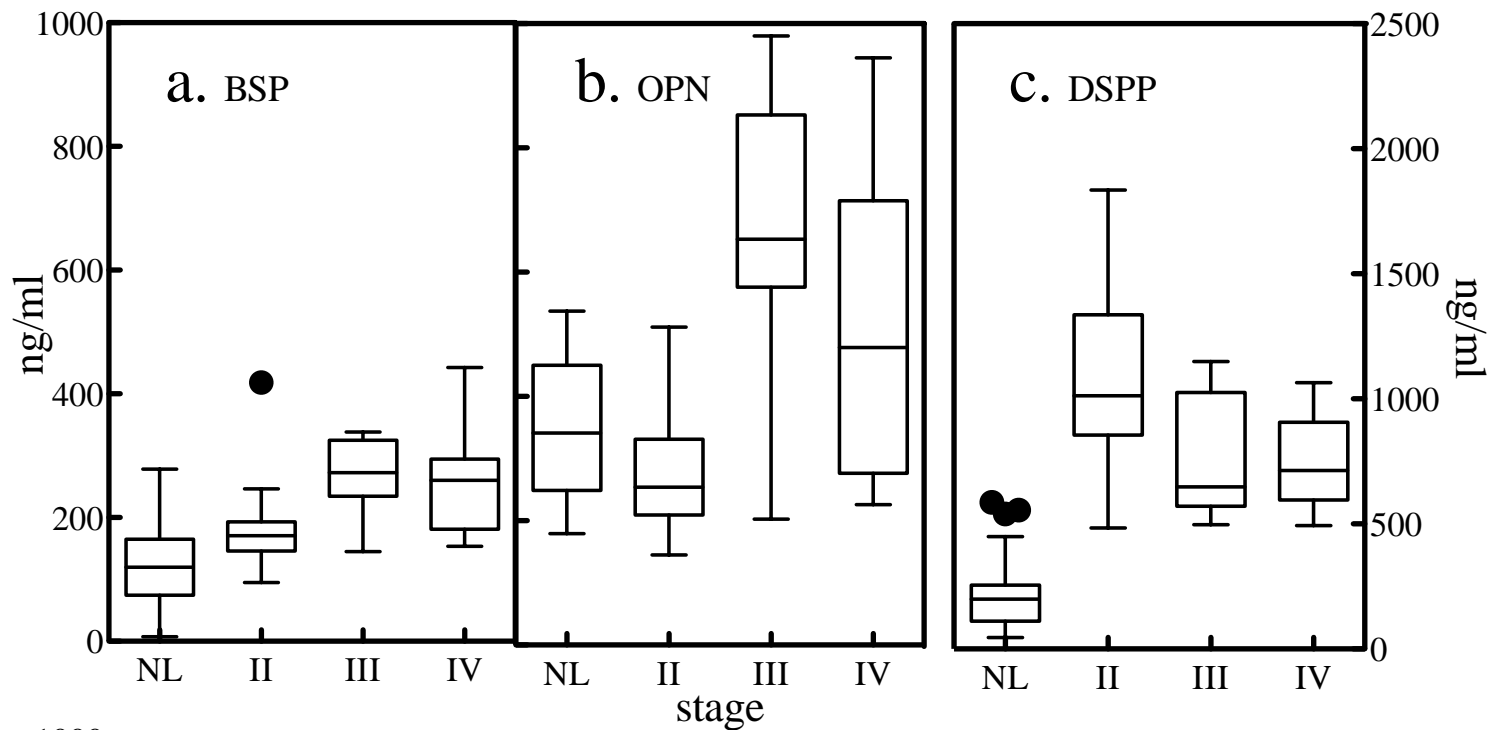 1000
800
600
400
200
0
ng/ml
a. BSP
NL II III IV
b. OPN
NL II III IV
c. DSPP
NL II III IV
2500
2000
1500
1000
500
0
ng/ml
stage